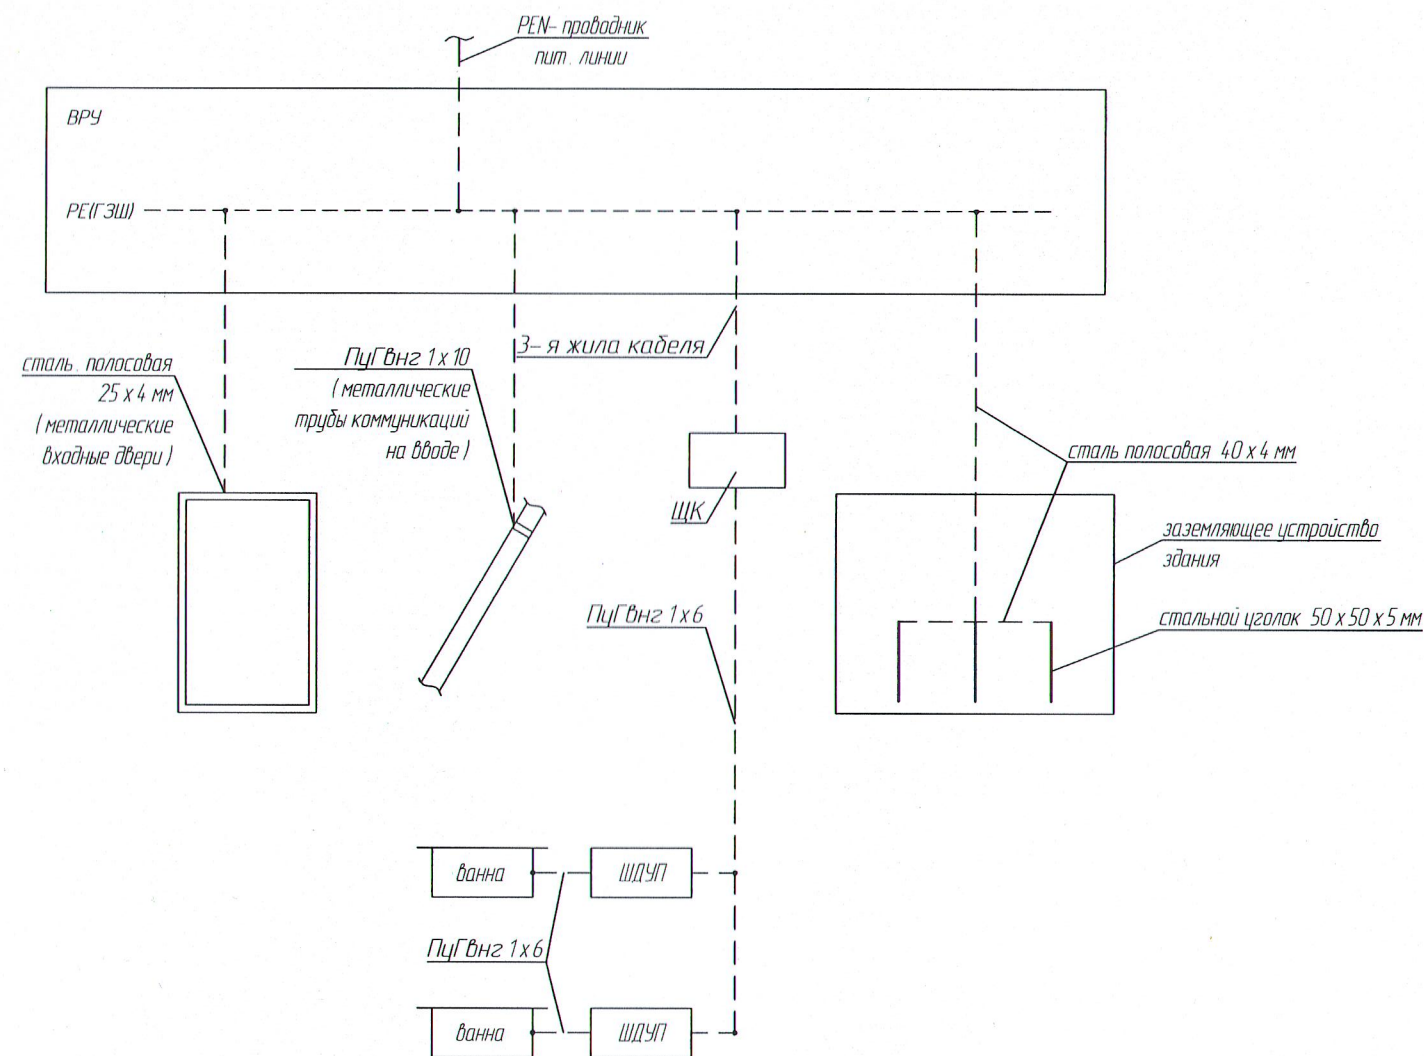 PEN- проводник
пит. линии
ВРУ
РЕ(ГЗШ)
сталь. полосовая
25 х 4 мм
(металлические
входные двери)
ПуГВнг 1 х 10
(металлические
трубы коммуникаций
на вводе)
3- я жила кабеля
ЩК
сталь полосовая 40 х 4 мм
заземляющее устройство
здания
стальной уголок 50 х 50 х 5 мм
ПуГВнг 1 х 6
ванна
ШДУП
ПуГВнг 1 х 6
ванна
ШДУП